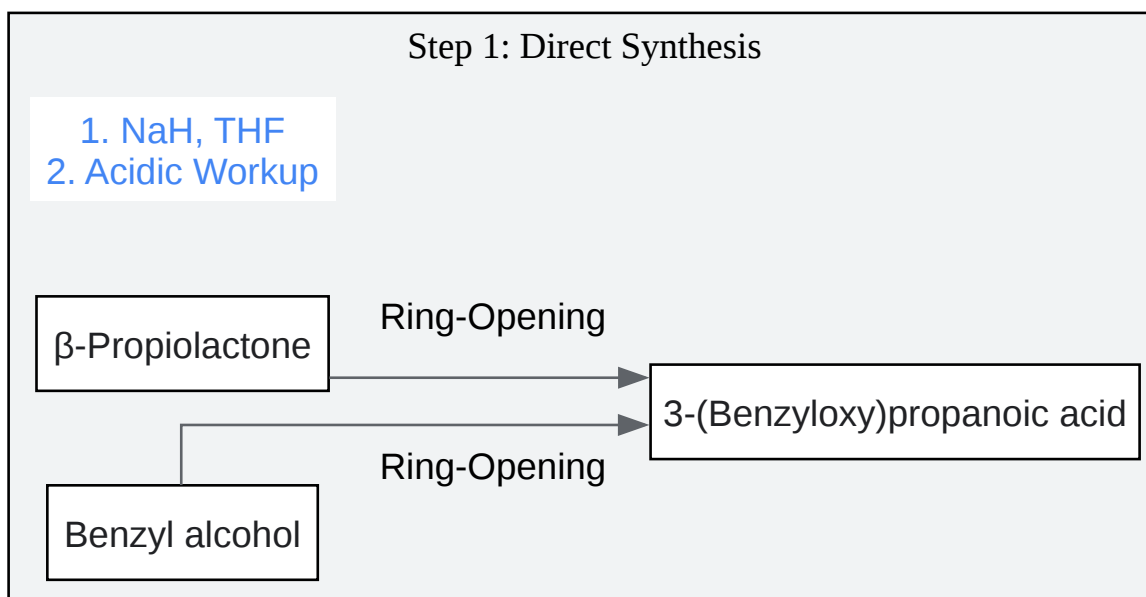 Step 1: Direct Synthesis
1. NaH, THF
2. Acidic Workup
Ring-Opening
β-Propiolactone
3-(Benzyloxy)propanoic acid
Ring-Opening
Benzyl alcohol